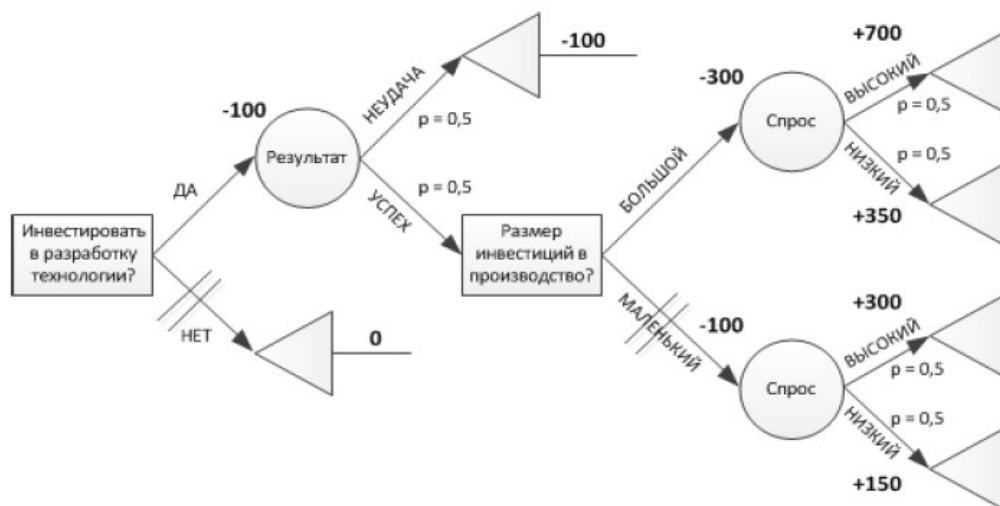 +700
-100
-300
ВЫСОКИЙ
НЕУДАЧА
p = 0,5
-100
p = 0,5
Спрос
Результат
p = 0,5
НИЗКИЙ
БОЛЬШОЙ
ДА
p = 0,5
УСПЕХ
+350
Инвестировать
в разработку
технологии?
Размер
инвестиций в
производство?
+300
МАЛЕНЬКИЙ
-100
НЕТ
0
ВЫСОКИЙ
p = 0,5
Спрос
p = 0,5
НИЗКИЙ
+150